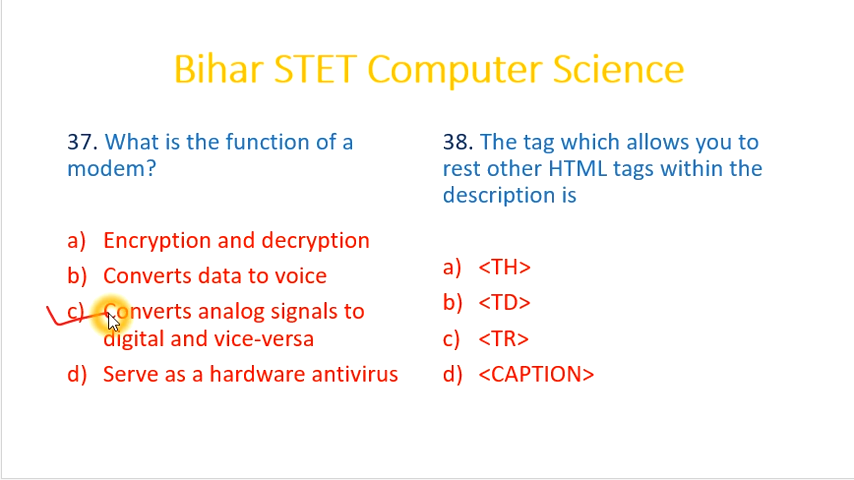 Bihar STET Computer Science
37. What is the function of a
modem?
a) Encryption and decryption
b) Converts data to voice
c) Converts analog signals to
digital and vice-versa
d) Serve as a hardware antivirus
38. The tag which allows you to
rest other HTML tags within the
description is
a) <TH>
b) <TD>
c) <TR>
d) <CAPTION>